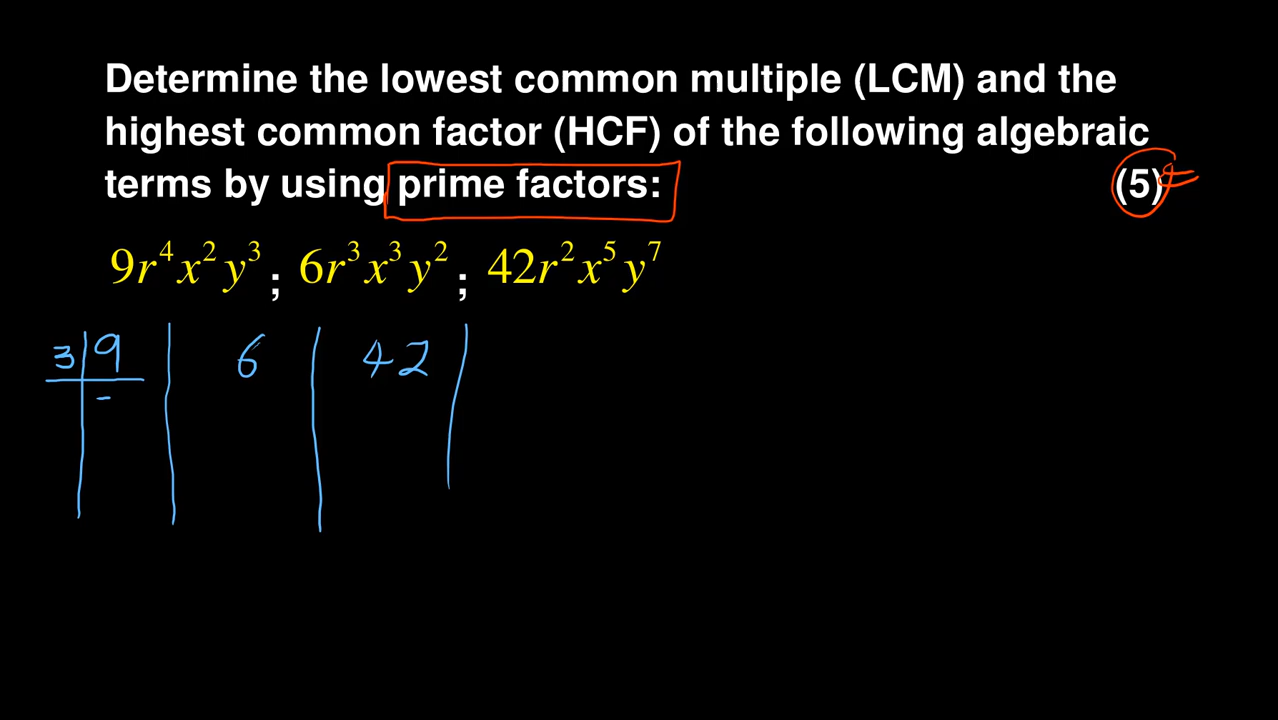 Determine the lowest common multiple (LCM) and the
highest common factor (HCF) of the following algebraic
terms by using prime factors: (5)
9r⁴x²y³ ; 6r³x³y² ; 42r²x⁵y⁷
3 9 6 42